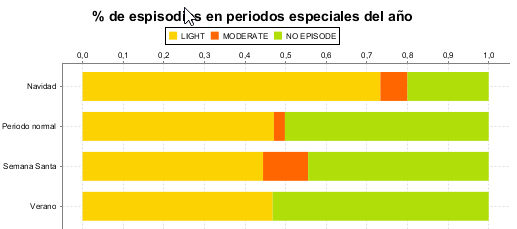 % de espisodios en periodos especiales del año
LIGHT MODERATE NO EPISODE
0,0 0,1 0,2 0,3 0,4 0,5 0,6 0,7 0,8 0,9 1,0
Navidad
Periodo normal
Semana Santa
Verano